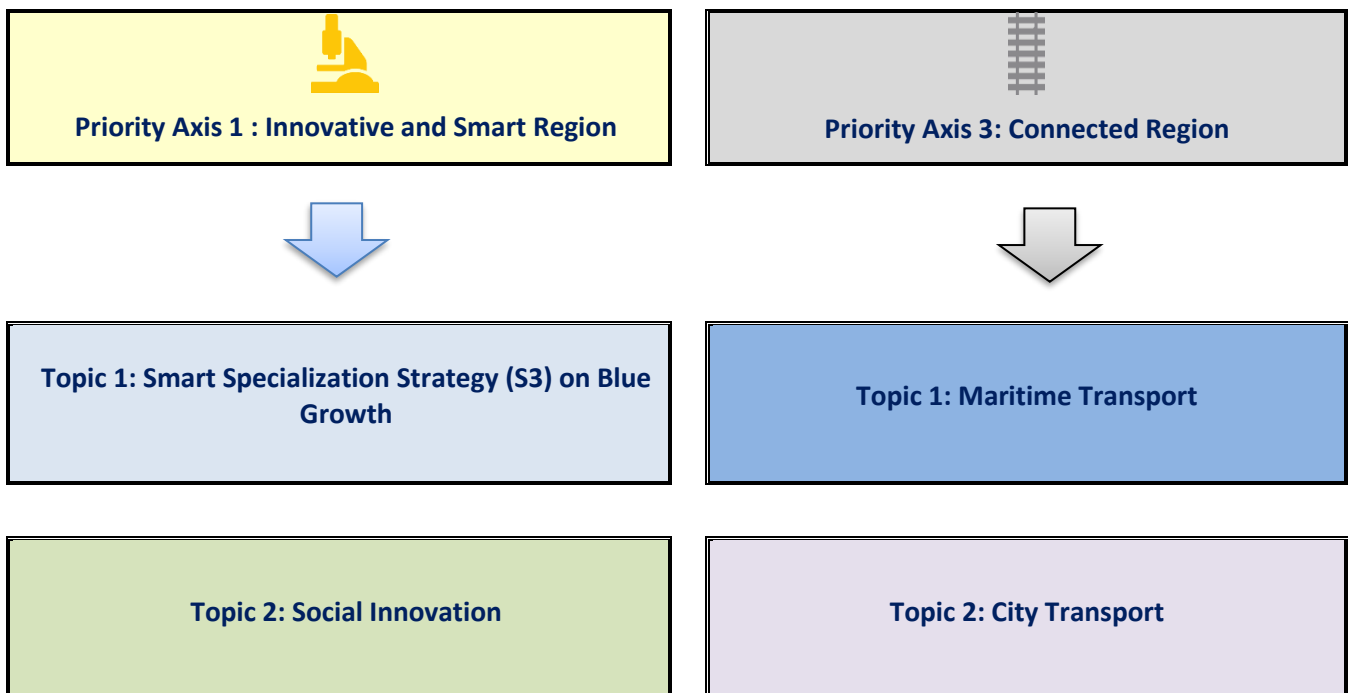 Priority Axis 1 : Innovative and Smart Region
Priority Axis 3: Connected Region
Topic 1: Smart Specialization Strategy (S3) on Blue
Growth
Topic 1: Maritime Transport
Topic 2: Social Innovation
Topic 2: City Transport